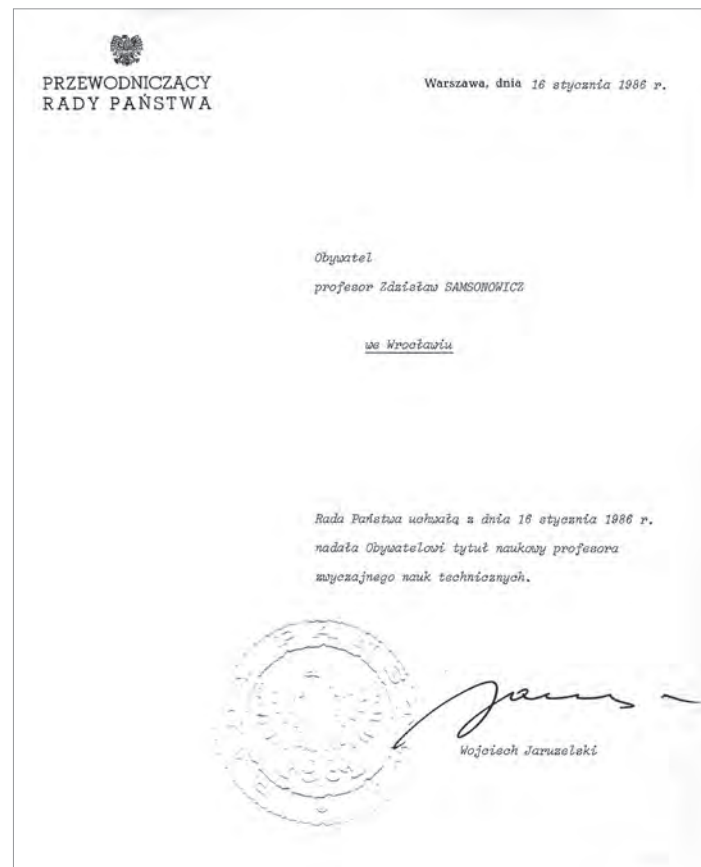 PRZEWODNICZĄCY
RADY PAŃSTWA
Warszawa, dnia 16 stycznia 1986 r.
Obywatel
profesor Zdzisław SAMSONOWICZ
we Wrocławiu
Rada Państwa uchwałą z dnia 16 stycznia 1986 r.
nadała Obywatelowi tytuł naukowy profesora
zwyczajnego nauk technicznych.
Wojciech Jaruzelski